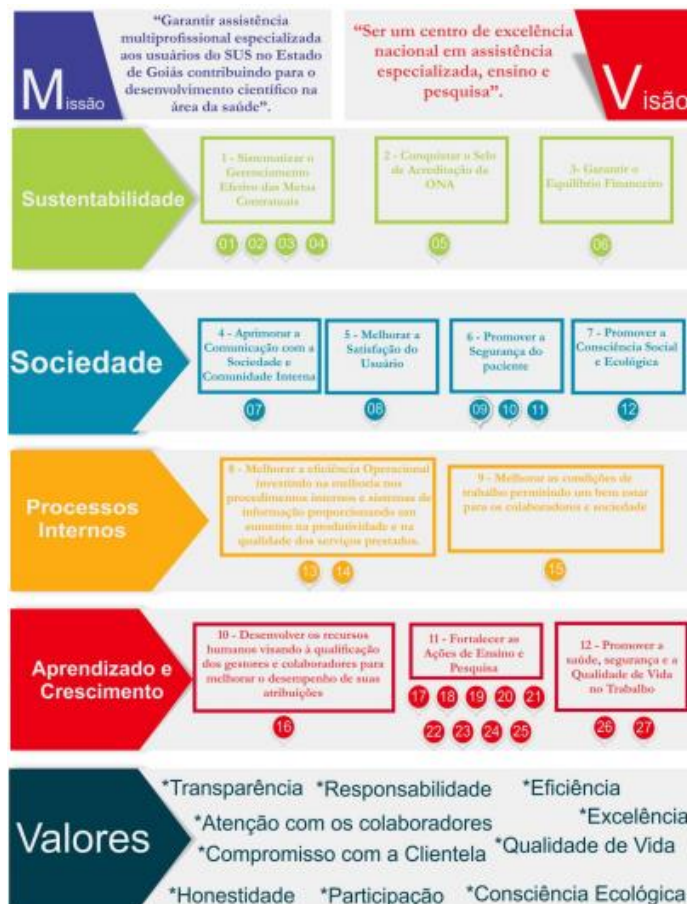 Missão
“Garantir assistência
multiprofissional especializada
aos usuários do SUS no Estado
de Goiás contribuindo para o
desenvolvimento científico na
área da saúde”.
“Ser um centro de excelência
nacional em assistência
especializada, ensino e
pesquisa”.
Visão
Sustentabilidade
1 - Sistematizar o
Gerenciamento
Efetivo das Metas
Contratuais
01 02 03 04
2 - Conquistar o Selo
de Acreditação da
ONA
05
3- Garantir o
Equilíbrio Financeiro
06
Sociedade
4 - Aprimorar a
Comunicação com a
Sociedade e
Comunidade Interna
07
5 - Melhorar a
Satisfação do
Usuário
08
6 - Promover a
Segurança do
paciente
09 10 11
7 - Promover a
Consciência Social
e Ecológica
12
Processos
Internos
8 - Melhorar a eficiência Operacional
investindo na melhoria nos
procedimentos internos e sistemas de
informação proporcionando um
aumento na produtividade e na
qualidade dos serviços prestados.
13 14
9 - Melhorar as condições de
trabalho permitindo um bem estar
para os colaboradores e sociedade
15
Aprendizado e
Crescimento
10 - Desenvolver os recursos
humanos visando à qualificação
dos gestores e colaboradores para
melhorar o desempenho de suas
atribuições
16
11 - Fortalecer as
Ações de Ensino e
Pesquisa
17 18 19 20 21
22 23 24 25
12 - Promover a
saúde, segurança e a
Qualidade de Vida
no Trabalho
26 27
Valores
*Transparência *Responsabilidade *Eficiência
*Atenção com os colaboradores *Excelência
*Compromisso com a Clientela *Qualidade de Vida
*Honestidade *Participação *Consciência Ecológica